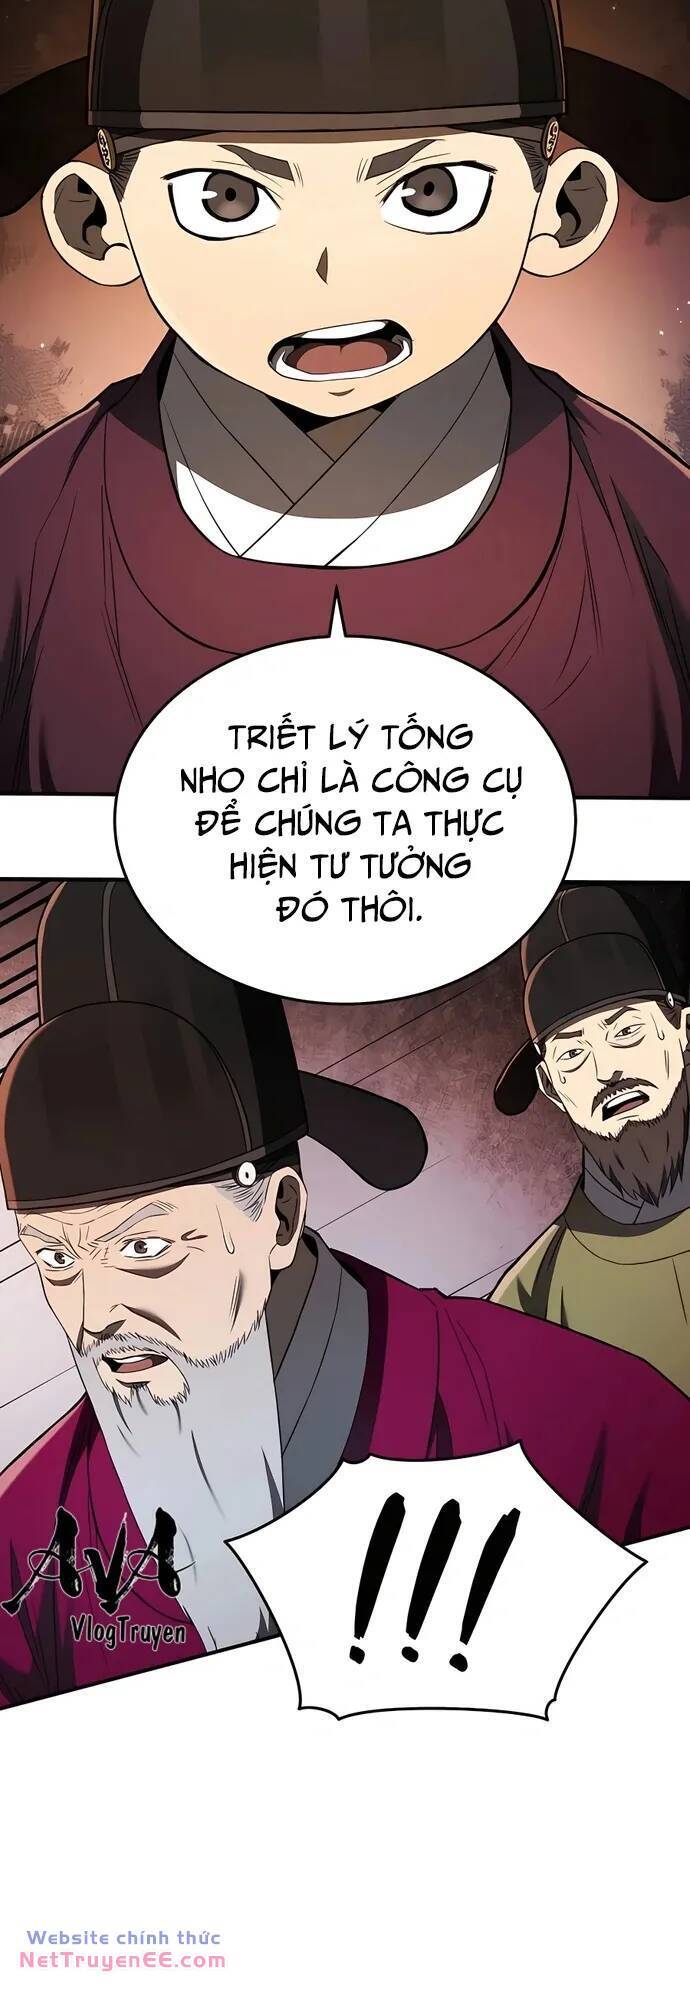 TRIẾT LÝ TỐNG
NHO CHỈ LÀ CÔNG CỤ
ĐỂ CHÚNG TA THỰC
HIỆN TƯ TƯỞNG
ĐÓ THÔI.
!!!
AVA
VlogTruyen
Website chính thức
NetTruyenEE.com